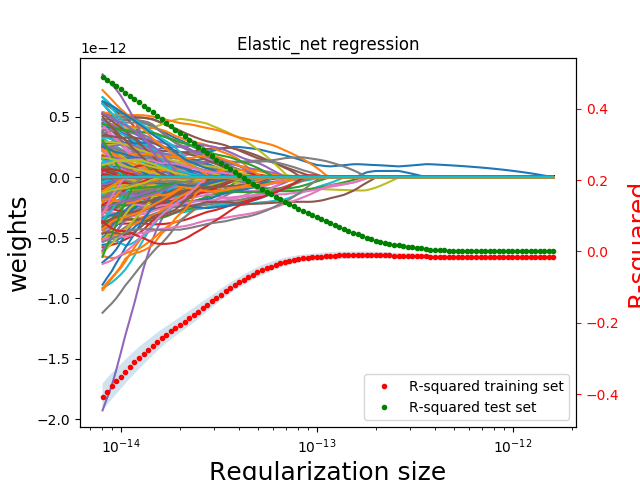 Elastic_net regression
1e−12
0.5
0.0
−0.5
−1.0
−1.5
−2.0
weights
0.4
0.2
0.0
−0.2
−0.4
R-squared
R-squared training set
R-squared test set
10⁻¹⁴
10⁻¹³
10⁻¹²
Regularization size